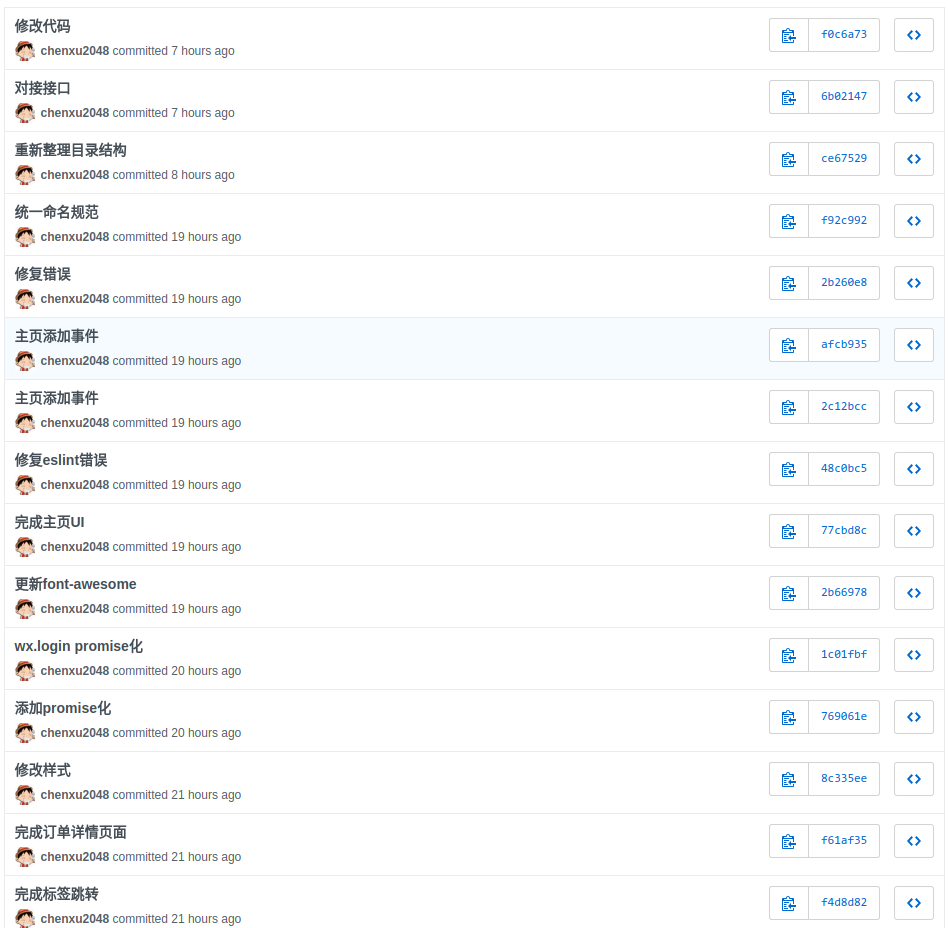 修改代码
chenxu2048 committed 7 hours ago
f0c6a73
对接接口
chenxu2048 committed 7 hours ago
6b02147
重新整理目录结构
chenxu2048 committed 8 hours ago
ce67529
统一命名规范
chenxu2048 committed 19 hours ago
f92c992
修复错误
chenxu2048 committed 19 hours ago
2b260e8
主页添加事件
chenxu2048 committed 19 hours ago
afcb935
主页添加事件
chenxu2048 committed 19 hours ago
2c12bcc
修复eslint错误
chenxu2048 committed 19 hours ago
48c0bc5
完成主页UI
chenxu2048 committed 19 hours ago
77cbd8c
更新font-awesome
chenxu2048 committed 19 hours ago
2b66978
wx.login promise化
chenxu2048 committed 20 hours ago
1c01fbf
添加promise化
chenxu2048 committed 20 hours ago
769061e
修改样式
chenxu2048 committed 21 hours ago
8c335ee
完成订单详情页面
chenxu2048 committed 21 hours ago
f61af35
完成标签跳转
chenxu2048 committed 21 hours ago
f4d8d82